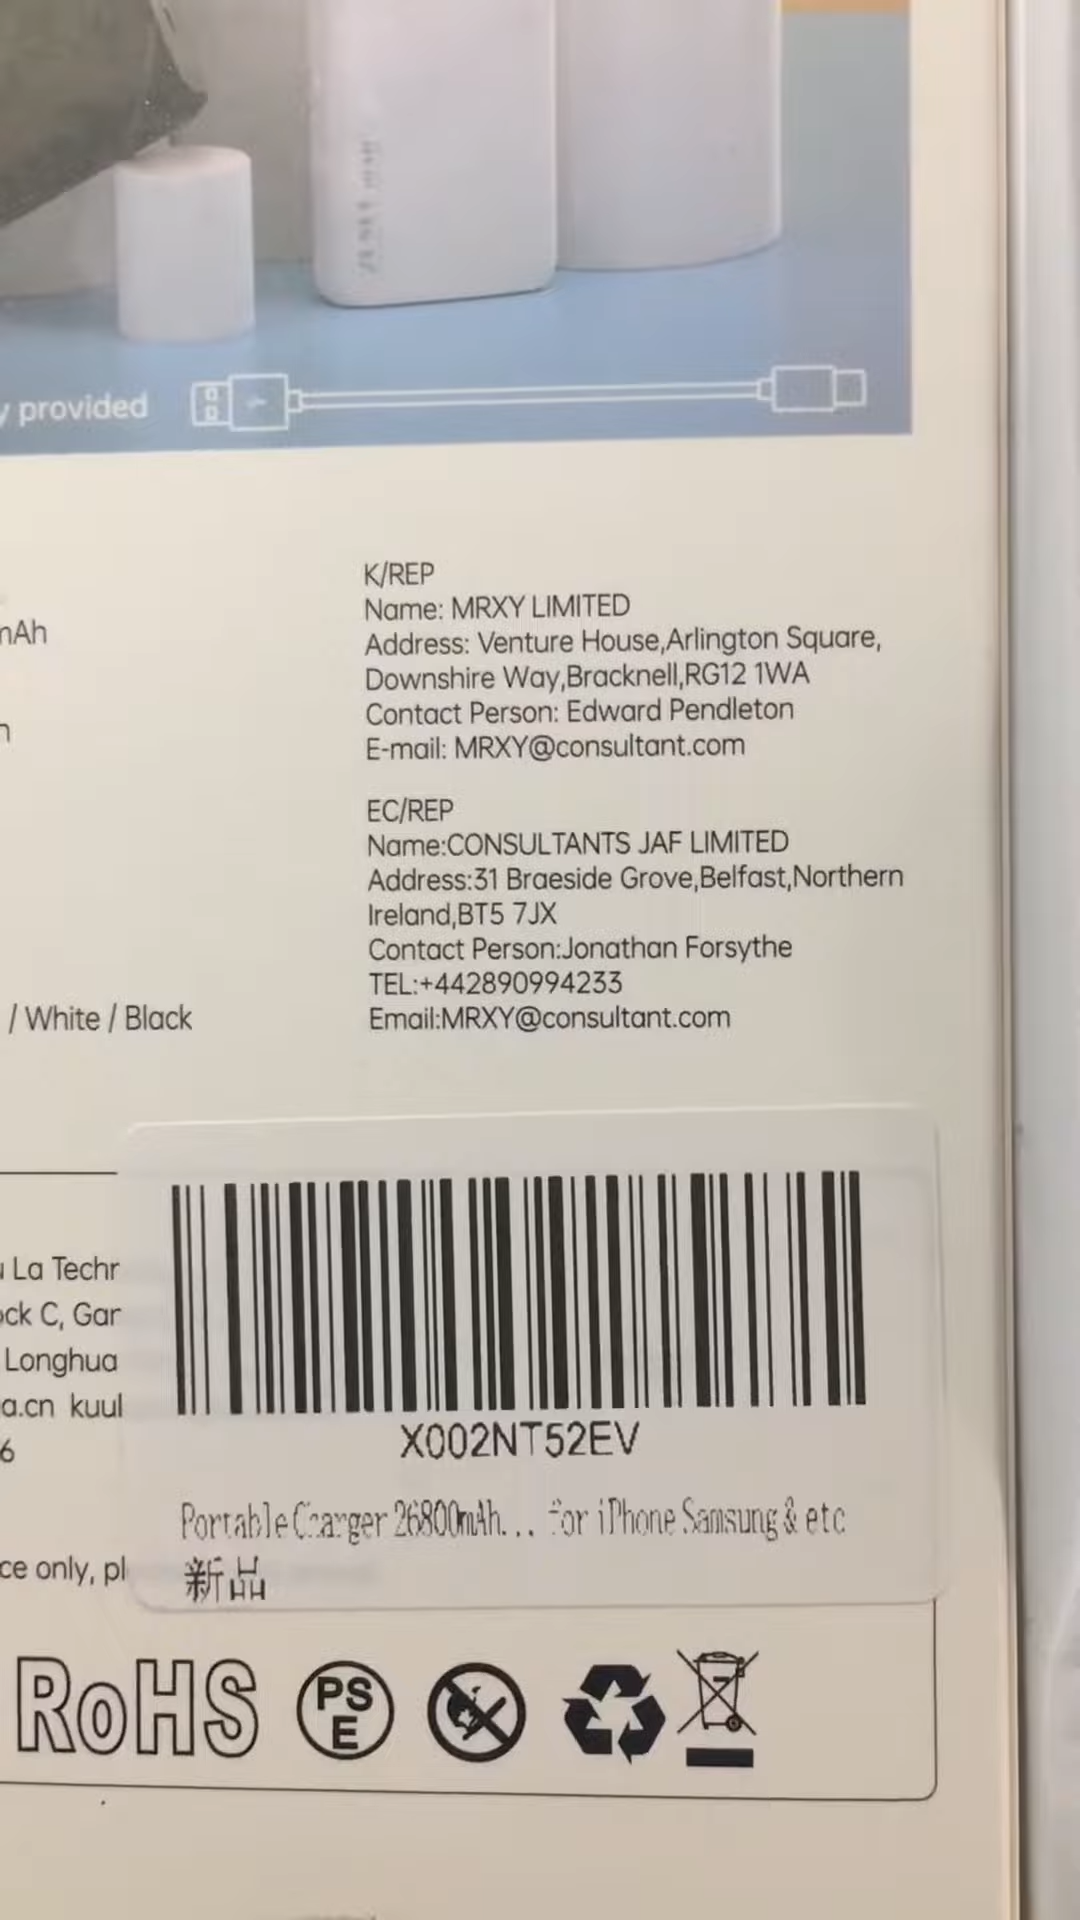 y provided
K/REP
Name: MRXY LIMITED
Address: Venture House,Arlington Square,
Downshire Way,Bracknell,RG12 1WA
Contact Person: Edward Pendleton
E-mail: MRXY@consultant.com
EC/REP
Name:CONSULTANTS JAF LIMITED
Address:31 Braeside Grove,Belfast,Northern
Ireland,BT5 7JX
Contact Person:Jonathan Forsythe
TEL:+442890994233
Email:MRXY@consultant.com
mAh
/ White / Black
La Techr
ock C, Gar
Longhua
a.cn kuul
6
ce only, pl
X002NT52EV
Portable Charger 26800mAh... for iPhone Samsung & etc
新品
RoHS
PS
E